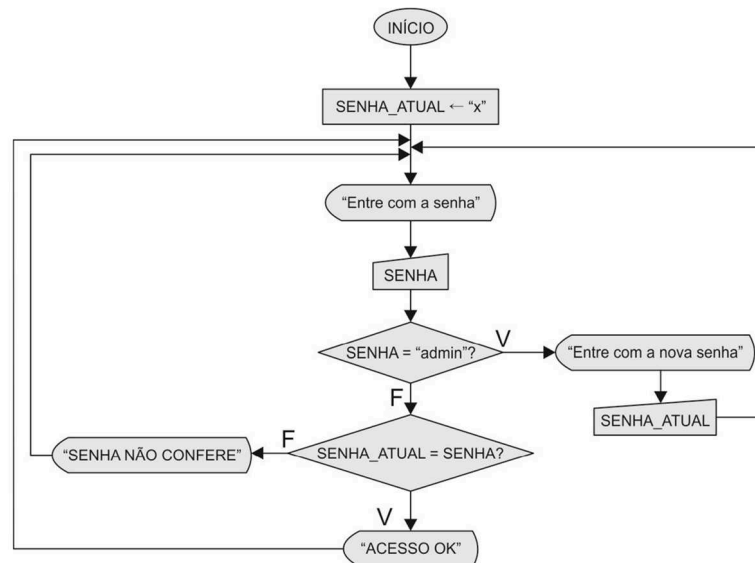 INÍCIO
SENHA_ATUAL ← “x”
“Entre com a senha”
SENHA
SENHA = “admin”?
V
“Entre com a nova senha”
F
SENHA_ATUAL
SENHA_ATUAL = SENHA?
F
“SENHA NÃO CONFERE”
V
“ACESSO OK”